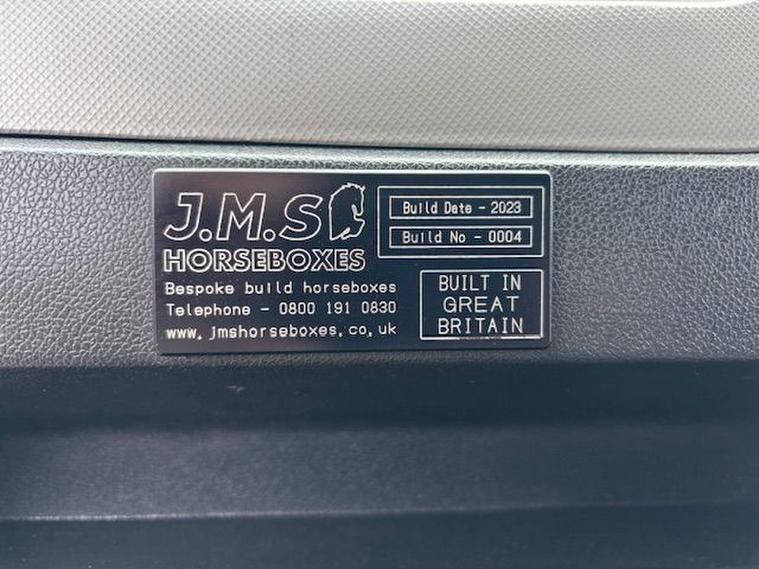 J.M.S
HORSEBOXES
Bespoke build horseboxes
Telephone - 0800 191 0830
www.jmshorseboxes.co.uk
Build Date - 2023
Build No - 0004
BUILT IN
GREAT
BRITAIN